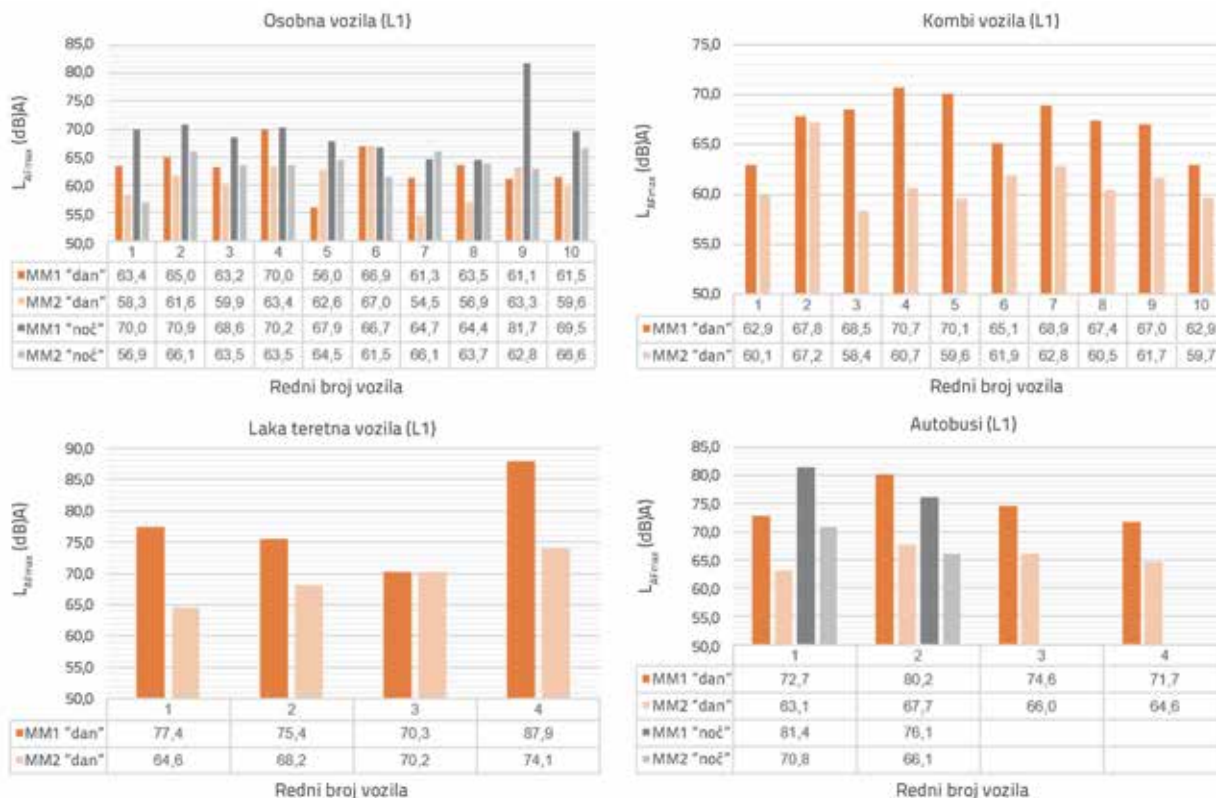 Osobna vozila (L1)
L_AFmax (dB)A)
85,0
80,0
75,0
70,0
65,0
60,0
55,0
50,0
1 2 3 4 5 6 7 8 9 10
MM1 "dan" 63,4 65,0 63,2 70,0 56,0 66,9 61,3 63,5 61,1 61,5
MM2 "dan" 58,3 61,6 59,9 63,4 62,6 67,0 54,5 56,9 63,3 59,6
MM1 "noč" 70,0 70,9 68,6 70,2 67,9 66,7 64,7 64,4 81,7 69,5
MM2 "noč" 56,9 66,1 63,5 63,5 64,5 61,5 66,1 63,7 62,8 66,6
Redni broj vozila
Kombi vozila (L1)
L_AFmax (dB)A)
75,0
70,0
65,0
60,0
55,0
50,0
1 2 3 4 5 6 7 8 9 10
MM1 "dan" 62,9 67,8 68,5 70,7 70,1 65,1 68,9 67,4 67,0 62,9
MM2 "dan" 60,1 67,2 58,4 60,7 59,6 61,9 62,8 60,5 61,7 59,7
Redni broj vozila
Laka teretna vozila (L1)
L_AFmax (dB)A)
90,0
85,0
80,0
75,0
70,0
65,0
60,0
55,0
50,0
1 2 3 4
MM1 "dan" 77,4 75,4 70,3 87,9
MM2 "dan" 64,6 68,2 70,2 74,1
Redni broj vozila
Autobusi (L1)
L_AFmax (dB)A)
85,0
80,0
75,0
70,0
65,0
60,0
55,0
50,0
1 2 3 4
MM1 "dan" 72,7 80,2 74,6 71,7
MM2 "dan" 63,1 67,7 66,0 64,6
MM1 "noč" 81,4 76,1
MM2 "noč" 70,8 66,1
Redni broj vozila